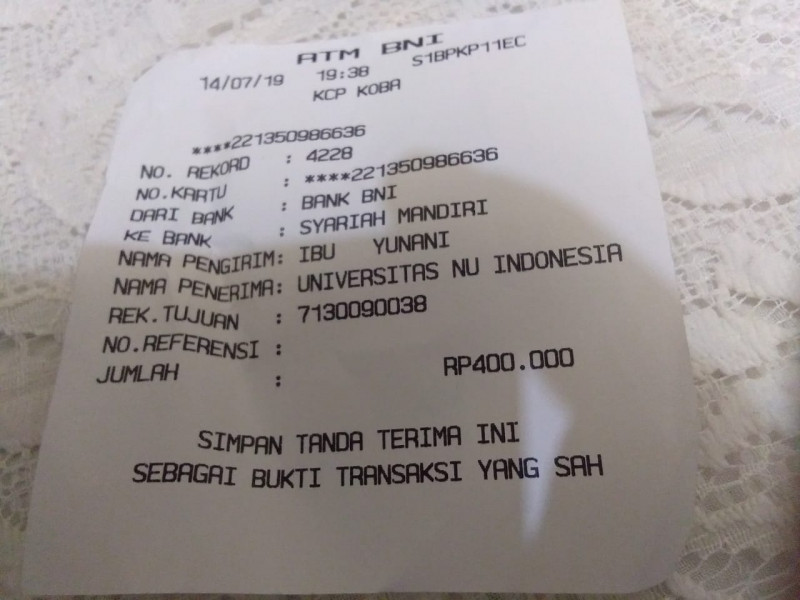 ATM BNI
14/07/19 19:38 S1BPKP11EC
KCP KOBA
****221350986636
NO. REKORD : 4228
NO.KARTU : ****221350986636
DARI BANK : BANK BNI
KE BANK : SYARIAH MANDIRI
NAMA PENGIRIM: IBU YUNANI
NAMA PENERIMA: UNIVERSITAS NU INDONESIA
REK.TUJUAN : 7130090038
NO.REFERENSI :
JUMLAH : RP400.000
SIMPAN TANDA TERIMA INI
SEBAGAI BUKTI TRANSAKSI YANG SAH